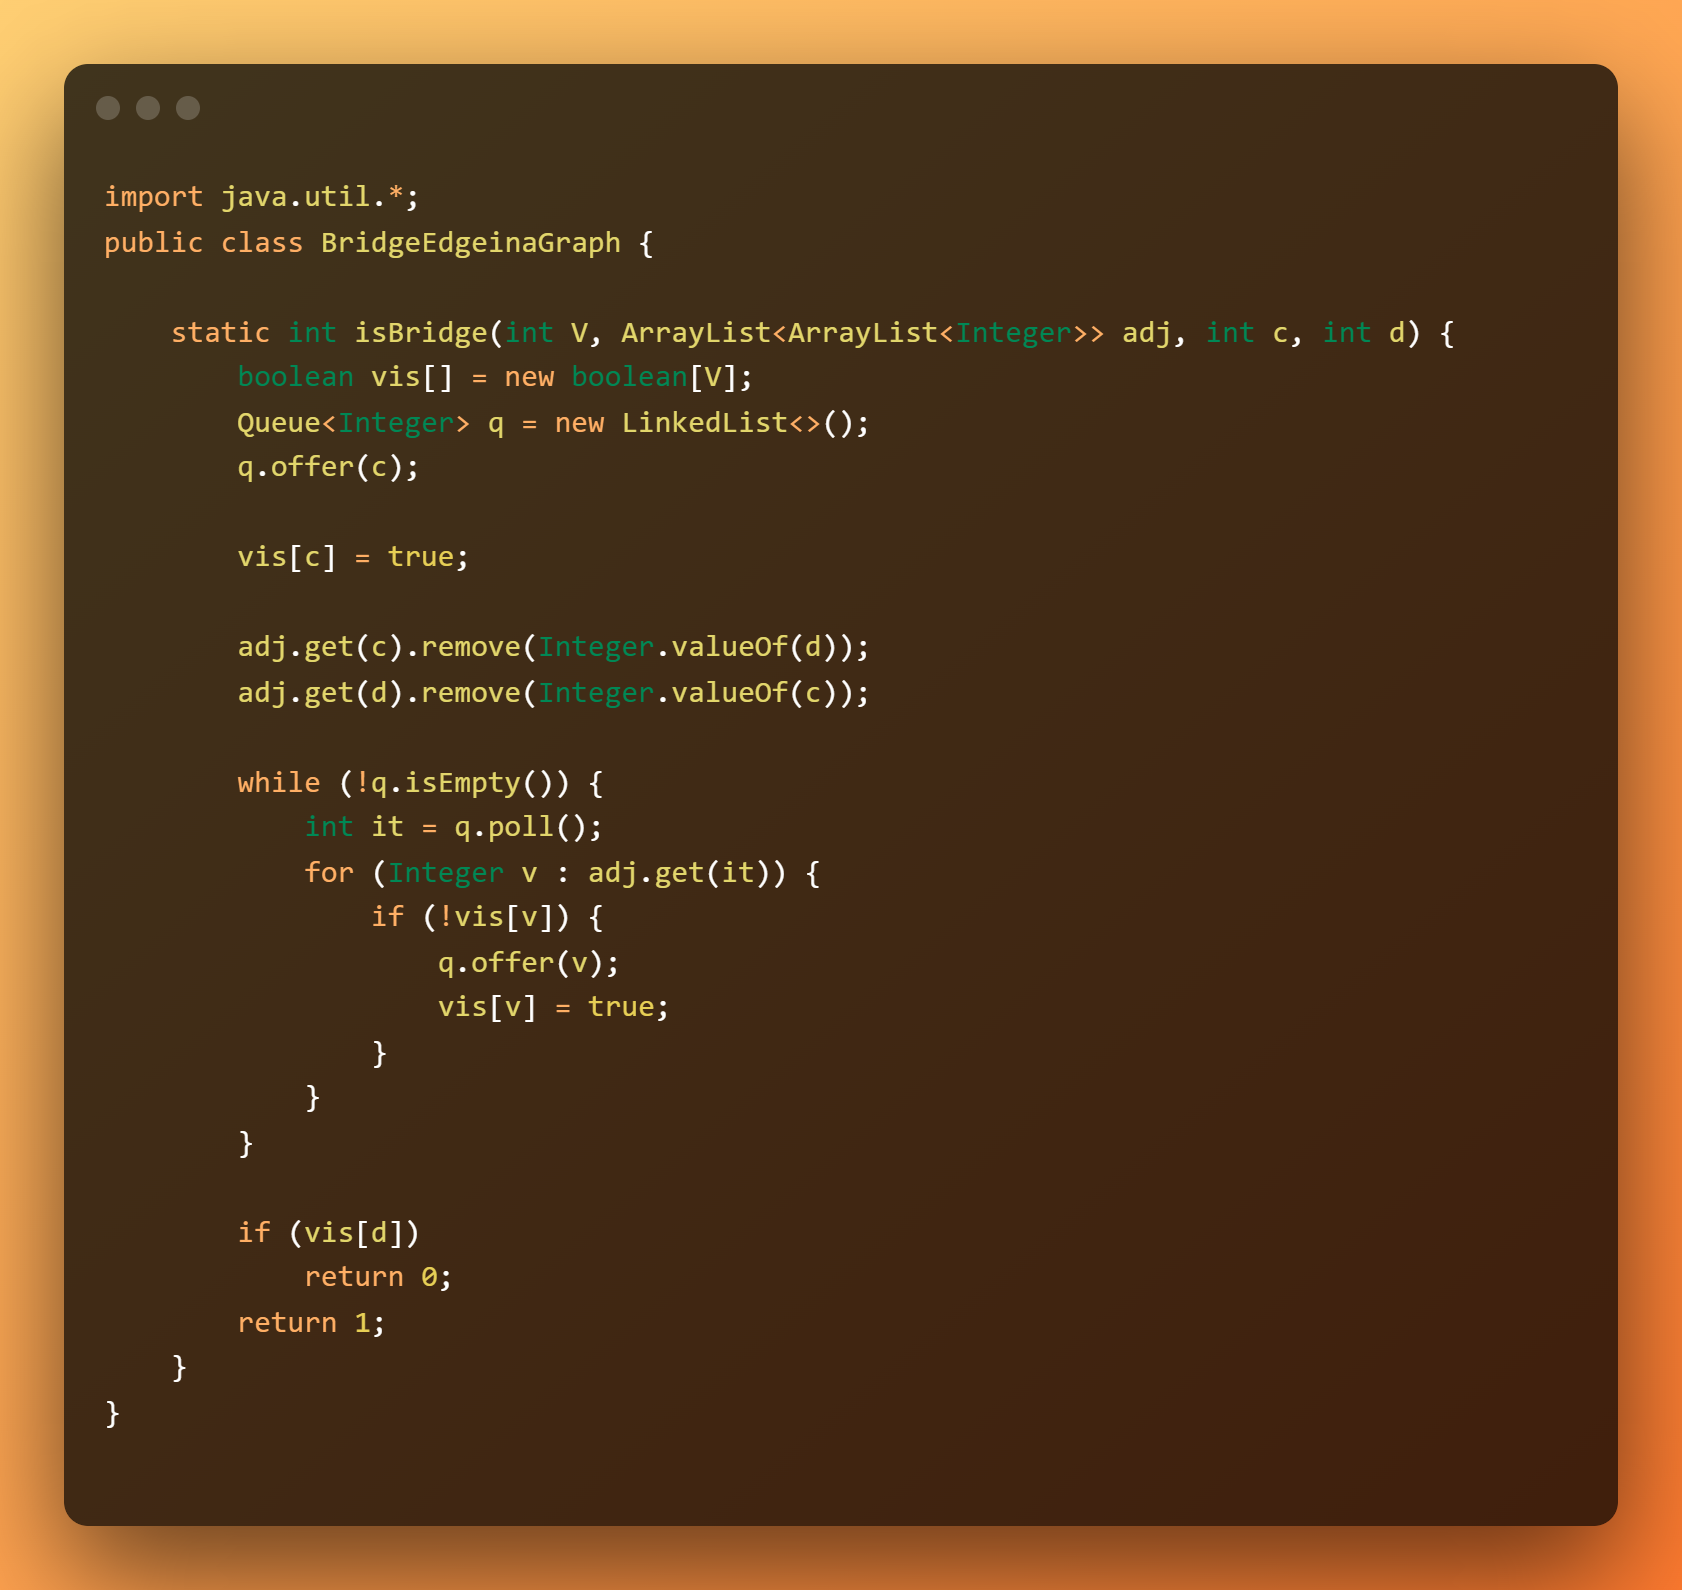 import java.util.*;
public class BridgeEdgeinaGraph {
    static int isBridge(int V, ArrayList<ArrayList<Integer>> adj, int c, int d) {
        boolean vis[] = new boolean[V];
        Queue<Integer> q = new LinkedList<>();
        q.offer(c);
        vis[c] = true;
        adj.get(c).remove(Integer.valueOf(d));
        adj.get(d).remove(Integer.valueOf(c));
        while (!q.isEmpty()) {
            int it = q.poll();
            for (Integer v : adj.get(it)) {
                if (!vis[v]) {
                    q.offer(v);
                    vis[v] = true;
                }
            }
        }
        if (vis[d])
            return 0;
        return 1;
    }
}